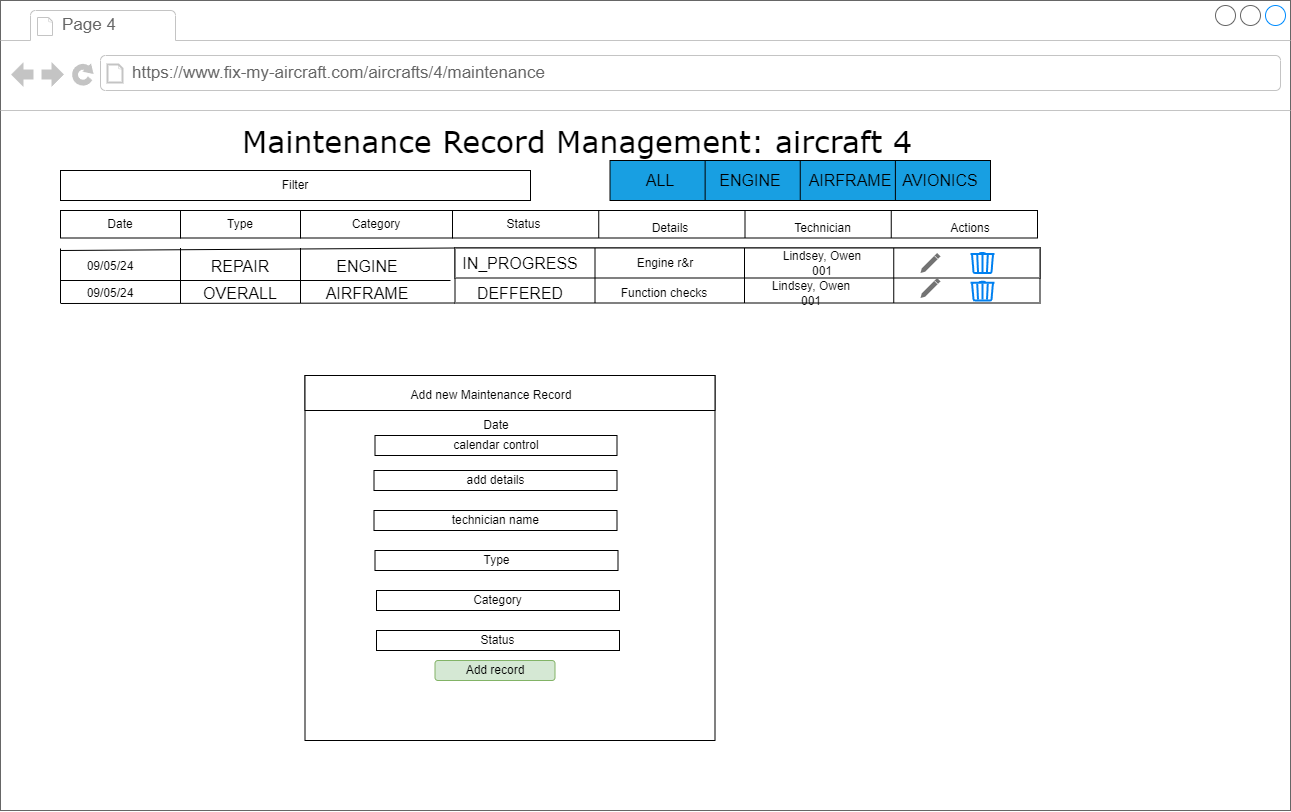 Page 4
https://www.fix-my-aircraft.com/aircrafts/4/maintenance
Maintenance Record Management: aircraft 4
Filter
ALL ENGINE AIRFRAME AVIONICS
Date Type Category Status Details Technician Actions
09/05/24 REPAIR ENGINE IN_PROGRESS Engine r&r Lindsey, Owen
001
09/05/24 OVERALL AIRFRAME DEFFERED Function checks Lindsey, Owen
001
Add new Maintenance Record
Date
calendar control
add details
technician name
Type
Category
Status
Add record